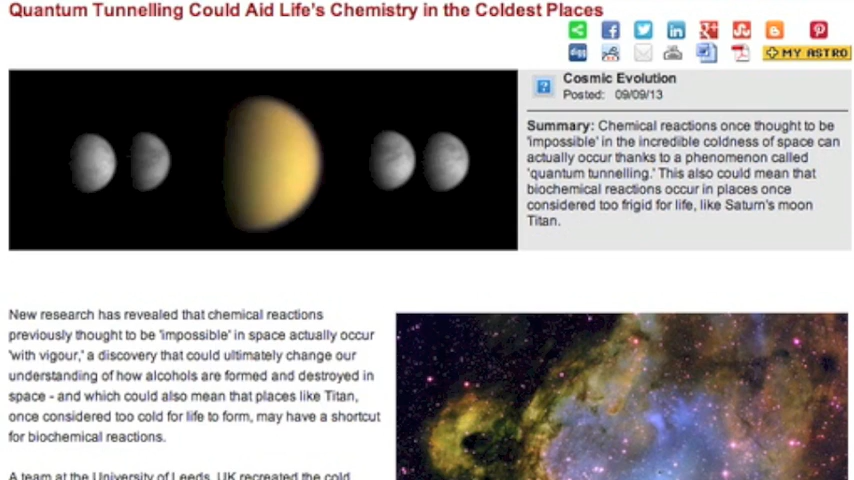 Quantum Tunnelling Could Aid Life's Chemistry in the Coldest Places
MY ASTRO
Cosmic Evolution
Posted: 09/09/13
Summary: Chemical reactions once thought to be
'impossible' in the incredible coldness of space can
actually occur thanks to a phenomenon called
'quantum tunnelling.' This also could mean that
biochemical reactions occur in places once
considered too frigid for life, like Saturn's moon
Titan.
New research has revealed that chemical reactions
previously thought to be 'impossible' in space actually occur
'with vigour,' a discovery that could ultimately change our
understanding of how alcohols are formed and destroyed in
space - and which could also mean that places like Titan,
once considered too cold for life to form, may have a shortcut
for biochemical reactions.
A team at the University of Leeds, UK recreated the cold